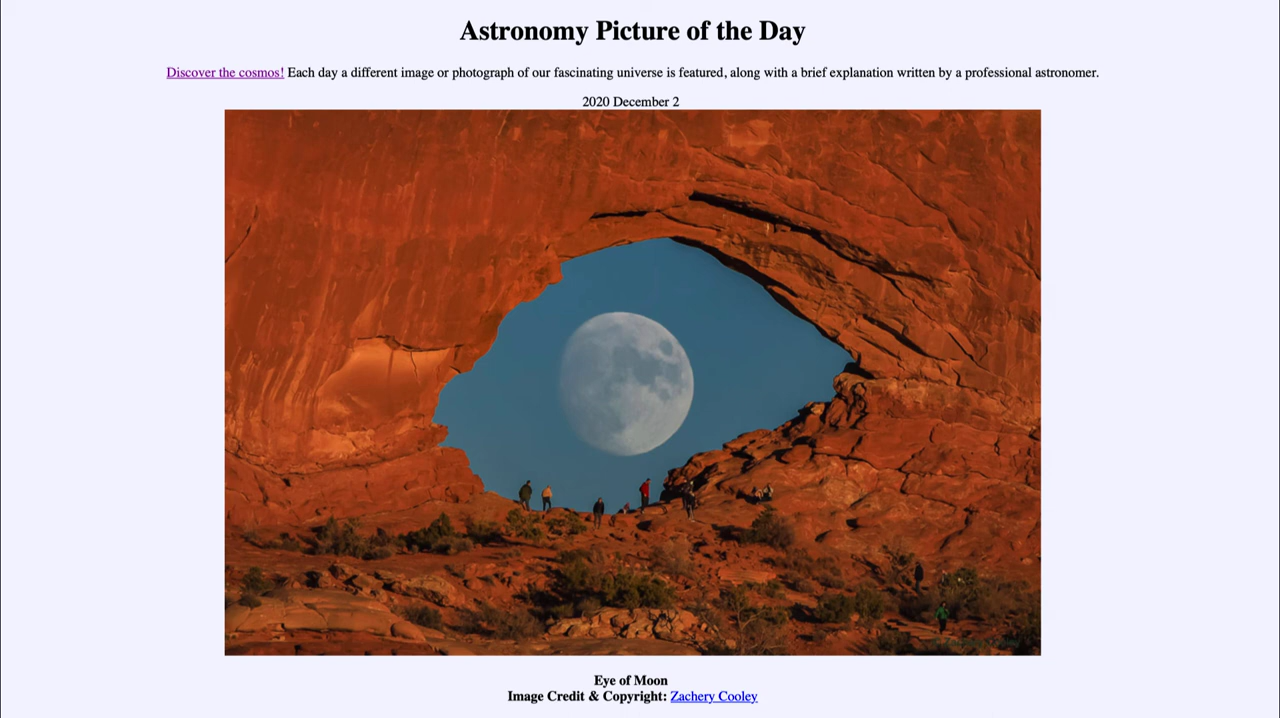 Astronomy Picture of the Day
Discover the cosmos! Each day a different image or photograph of our fascinating universe is featured, along with a brief explanation written by a professional astronomer.
2020 December 2
Eye of Moon
Image Credit & Copyright: Zachery Cooley